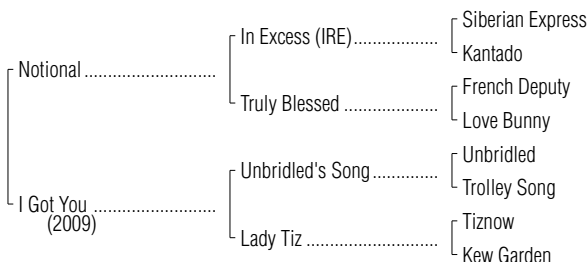 Siberian Express
In Excess (IRE)
Kantado
Notional
French Deputy
Truly Blessed
Love Bunny
Unbridled
Unbridled's Song
Trolley Song
I Got You
(2009)
Tiznow
Lady Tiz
Kew Garden